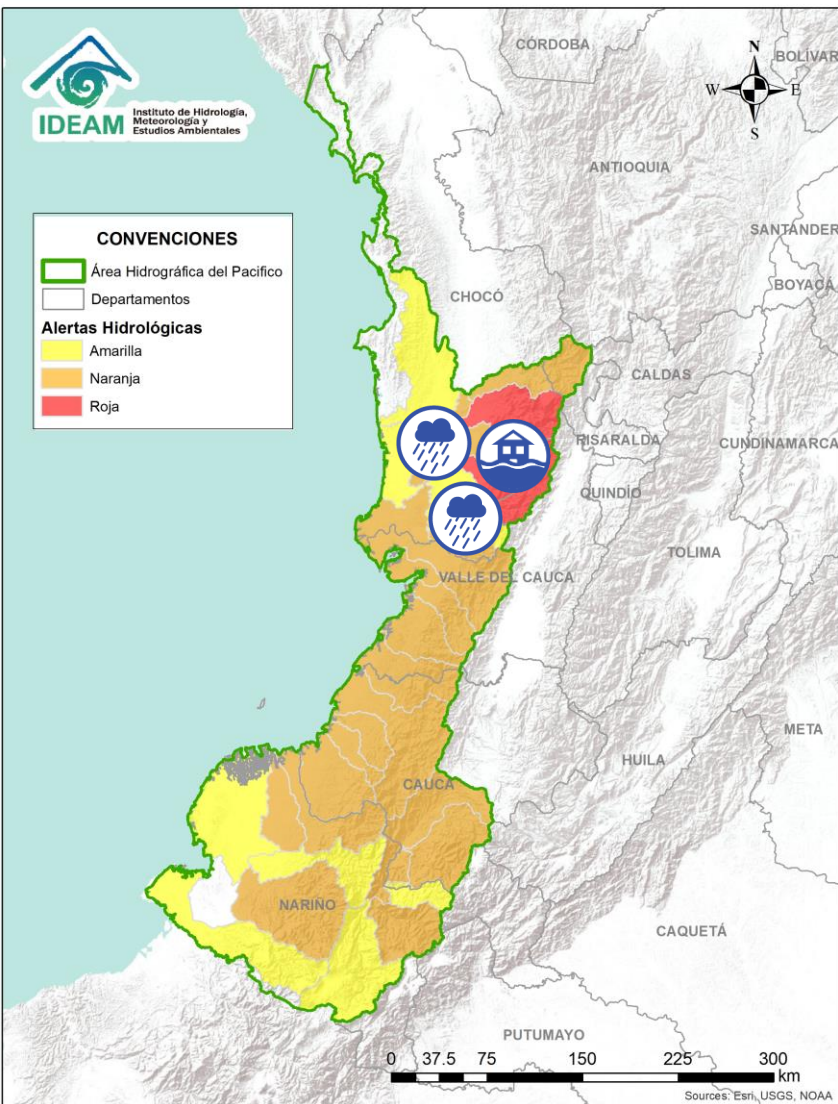 IDEAM
Instituto de Hidrología,
Meteorología y
Estudios Ambientales
CÓRDOBA
BOLÍVAR
N
W
E
S
ANTIOQUIA
SANTANDER
BOYACÁ
CONVENCIONES
Área Hidrográfica del Pacifico
Departamentos
Alertas Hidrológicas
Amarilla
Naranja
Roja
CHOCÓ
CALDAS
RISARALDA
CUNDINAMARCA
QUINDÍO
TOLIMA
VALLE DEL CAUCA
META
HUILA
CAUCA
NARIÑO
CAQUETÁ
PUTUMAYO
0 37.5 75 150 225 300
km
Sources: Esri, USGS, NOAA